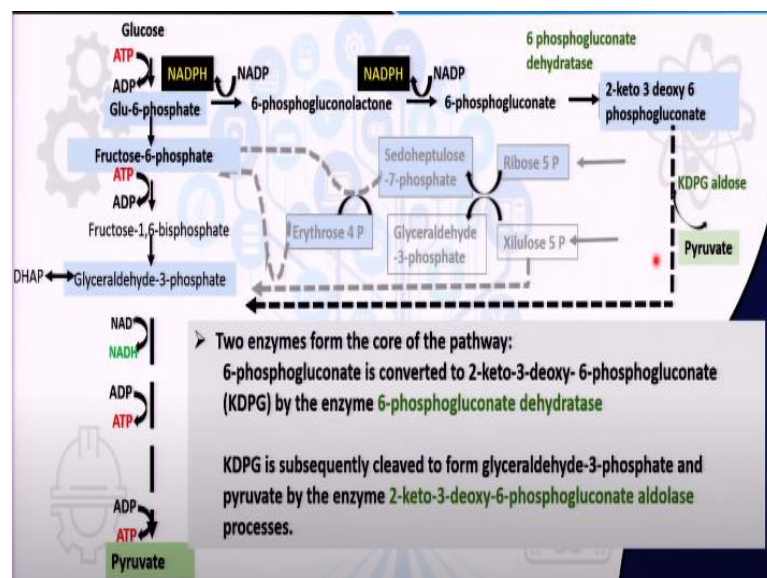 Glucose
ATP
ADP
NADPH
NADP
NADPH
NADP
6 phosphogluconate
dehydratase
Glu-6-phosphate
6-phosphogluconolactone
6-phosphogluconate
2-keto 3 deoxy 6
phosphogluconate
Fructose-6-phosphate
ATP
ADP
Sedoheptulose
-7-phosphate
Ribose 5 P
KDPG aldose
Fructose-1,6-bisphosphate
Erythrose 4 P
Glyceraldehyde
-3-phosphate
Xilulose 5 P
Pyruvate
DHAP
Glyceraldehyde-3-phosphate
NAD
NADH
ADP
ATP
ADP
ATP
Pyruvate
➢ Two enzymes form the core of the pathway:
6-phosphogluconate is converted to 2-keto-3-deoxy- 6-phosphogluconate
(KDPG) by the enzyme 6-phosphogluconate dehydratase
KDPG is subsequently cleaved to form glyceraldehyde-3-phosphate and
pyruvate by the enzyme 2-keto-3-deoxy-6-phosphogluconate aldolase
processes.